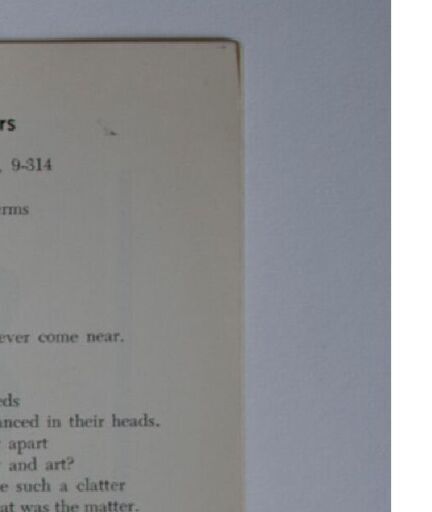 rs
, 9-314
erms
ever come near.
eds
anced in their heads.
apart
and art?
e such a clatter
at was the matter.